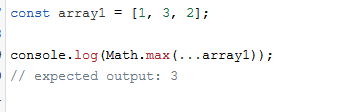 const array1 = [1, 3, 2];
console.log(Math.max(...array1));
// expected output: 3